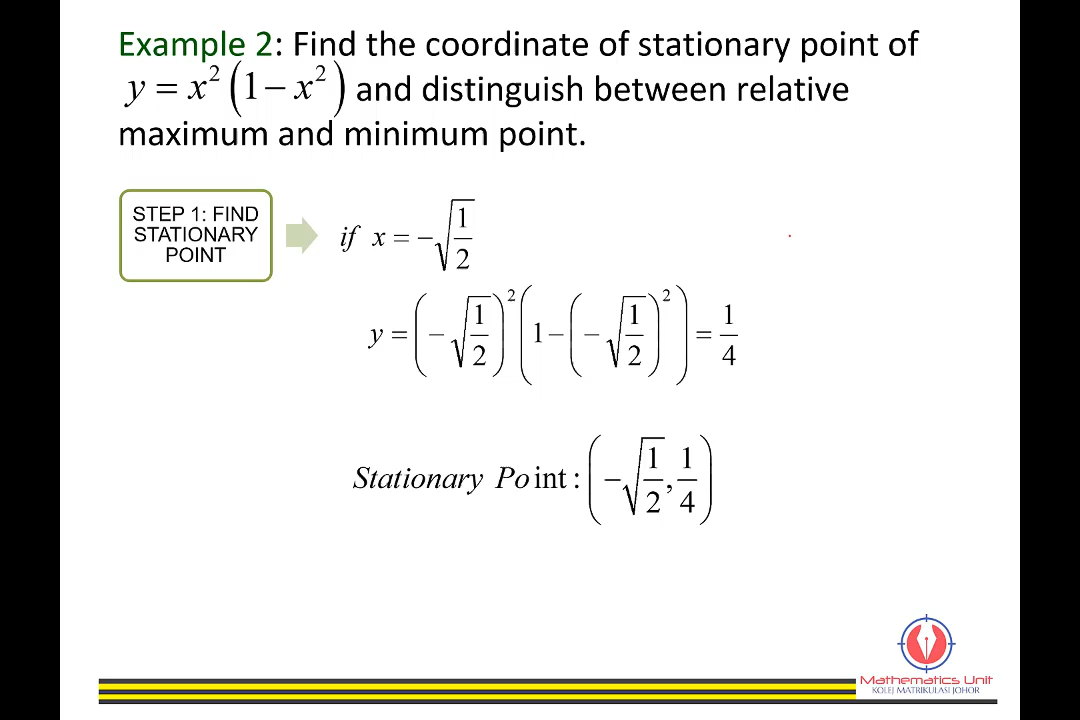 Example 2: Find the coordinate of stationary point of
y = x² (1 − x²) and distinguish between relative
maximum and minimum point.
STEP 1: FIND
STATIONARY
POINT
if x = −√(1/2)
y = (−√(1/2))² (1 − (−√(1/2))²) = 1/4
Stationary Point: (−√(1/2), 1/4)
Mathematics Unit
KOLEJ MATRIKULASI JOHOR